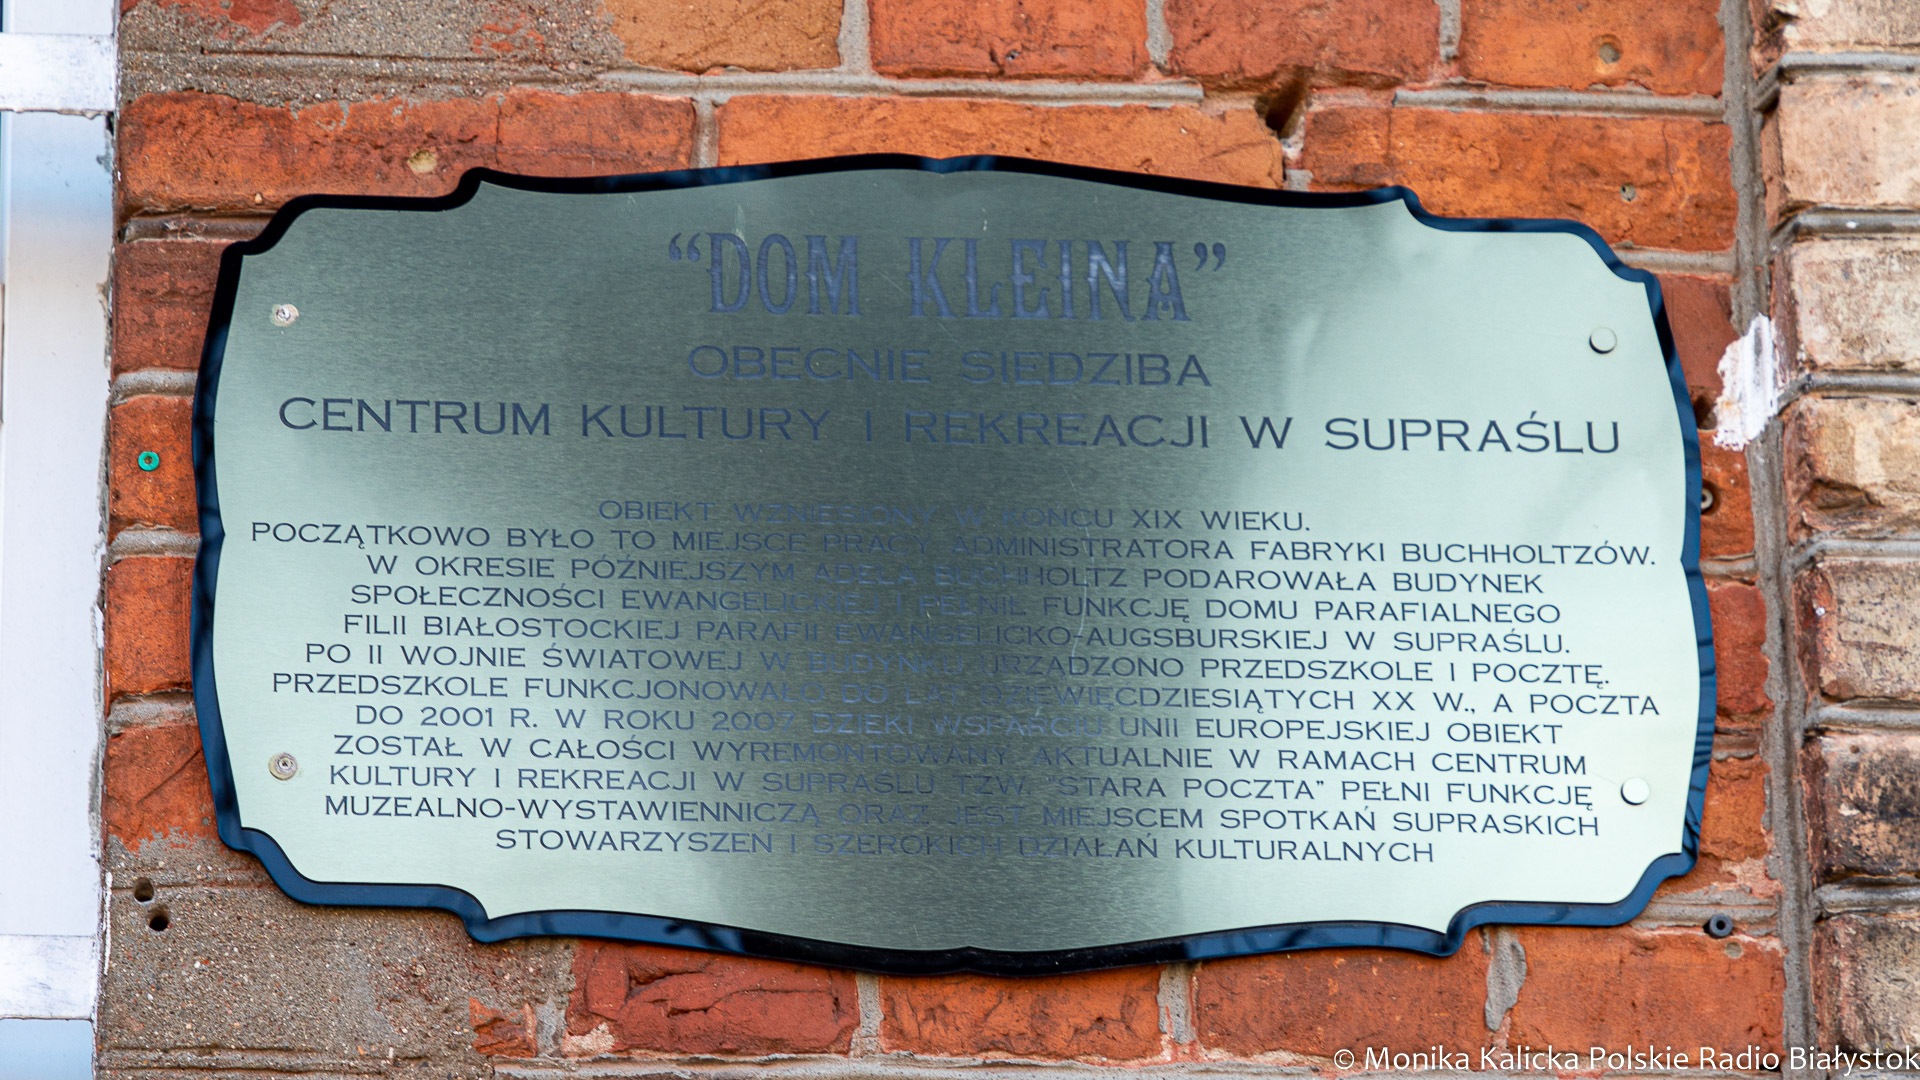 “DOM KLEINA”
OBECNIE SIEDZIBA
CENTRUM KULTURY I REKREACJI W SUPRAŚLU
OBIEKT WZNIESIONY W KOŃCU XIX WIEKU.
POCZĄTKOWO BYŁO TO MIEJSCE PRACY ADMINISTRATORA FABRYKI BUCHHOLTZÓW.
W OKRESIE PÓŹNIEJSZYM ADELA BUCHHOLTZ PODAROWAŁA BUDYNEK
SPOŁECZNOŚCI EWANGELICKIEJ I PEŁNIŁ FUNKCJĘ DOMU PARAFIALNEGO
FILII BIAŁOSTOCKIEJ PARAFII EWANGELICKO-AUGSBURSKIEJ W SUPRAŚLU.
PO II WOJNIE ŚWIATOWEJ W BUDYNKU URZĄDZONO PRZEDSZKOLE I POCZTĘ.
PRZEDSZKOLE FUNKCJONOWAŁO DO LAT DZIEWIĘĆDZIESIĄTYCH XX W., A POCZTA
DO 2001 R. W ROKU 2007 DZIĘKI WSPARCIU UNII EUROPEJSKIEJ OBIEKT
ZOSTAŁ W CAŁOŚCI WYREMONTOWANY. AKTUALNIE W RAMACH CENTRUM
KULTURY I REKREACJI W SUPRAŚLU TZW. "STARA POCZTA" PEŁNI FUNKCJĘ
MUZEALNO-WYSTAWIENNICZĄ ORAZ JEST MIEJSCEM SPOTKAŃ SUPRASKICH
STOWARZYSZEŃ I SZEROKICH DZIAŁAŃ KULTURALNYCH
© Monika Kalicka Polskie Radio Białystok